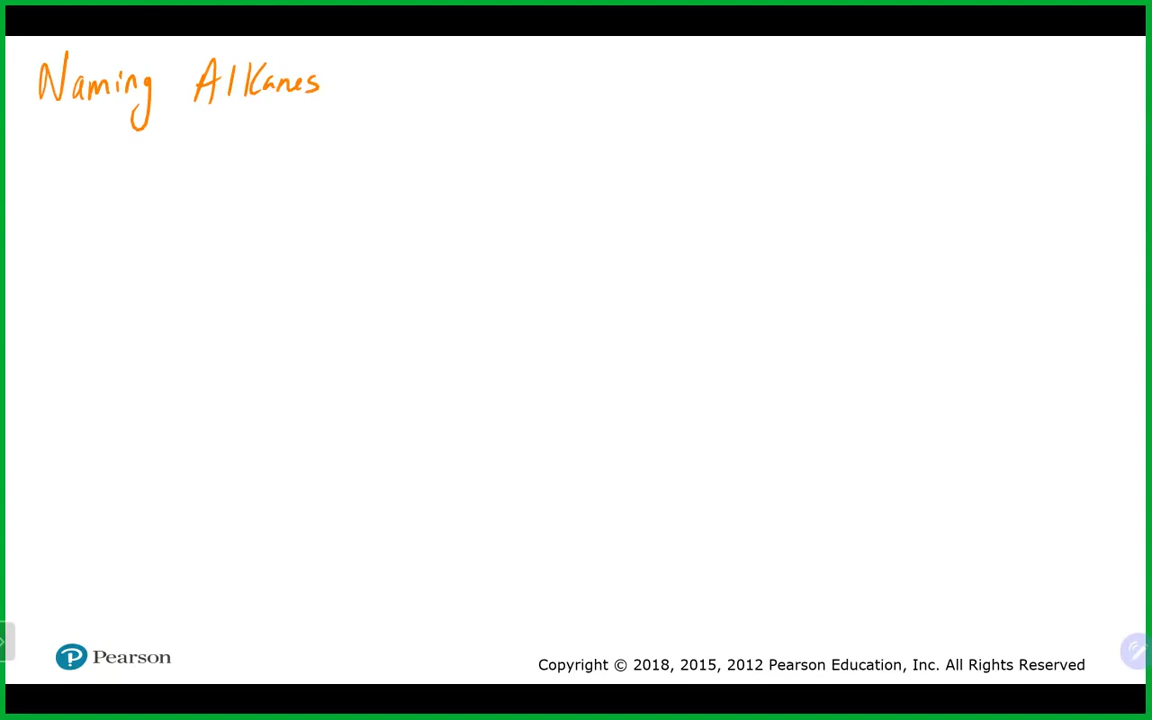 Naming Alkanes
Pearson
Copyright © 2018, 2015, 2012 Pearson Education, Inc. All Rights Reserved